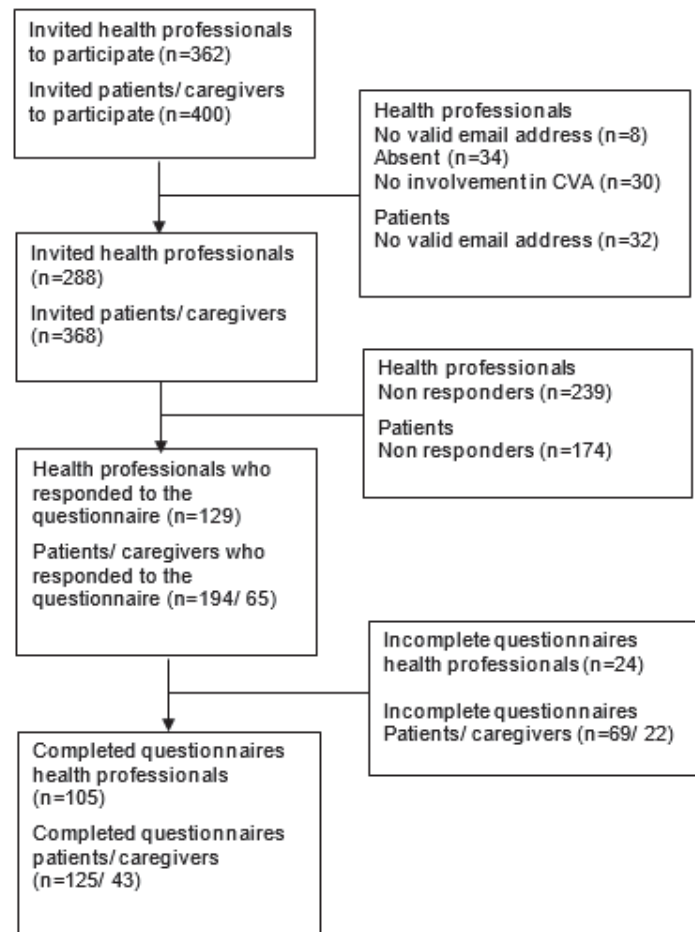 Invited health professionals
to participate (n=362)
Invited patients/ caregivers
to participate (n=400)
Health professionals
No valid email address (n=8)
Absent (n=34)
No involvement in CVA (n=30)
Patients
No valid email address (n=32)
Invited health professionals
(n=288)
Invited patients/ caregivers
(n=368)
Health professionals
Non responders (n=239)
Patients
Non responders (n=174)
Health professionals who
responded to the
questionnaire (n=129)
Patients/ caregivers who
responded to the
questionnaire (n=194/ 65)
Incomplete questionnaires
health professionals (n=24)
Incomplete questionnaires
Patients/ caregivers (n=69/ 22)
Completed questionnaires
health professionals
(n=105)
Completed questionnaires
patients/ caregivers
(n=125/ 43)